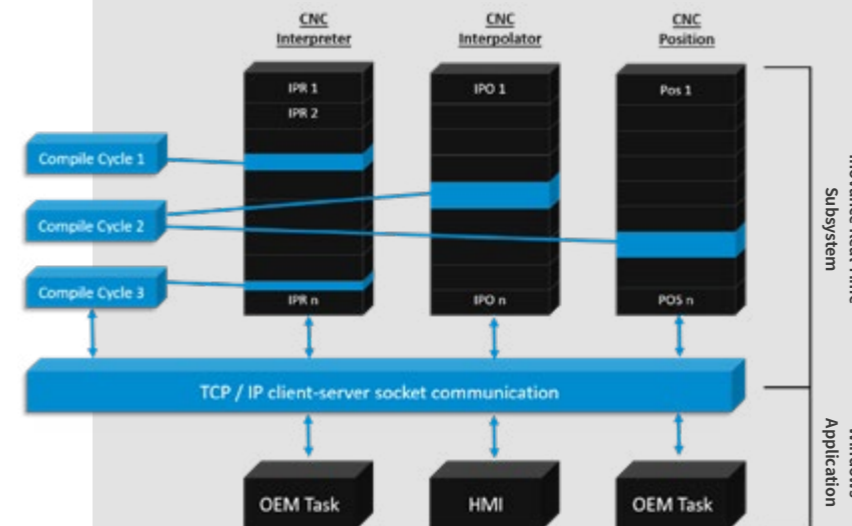 CNC
Interpreter
CNC
Interpolator
CNC
Position
IPR 1
IPR 2
IPO 1
Pos 1
Compile Cycle 1
Compile Cycle 2
Compile Cycle 3
IPR n
IPO n
POS n
Subsystem
TCP / IP client-server socket communication
Application
OEM Task
HMI
OEM Task